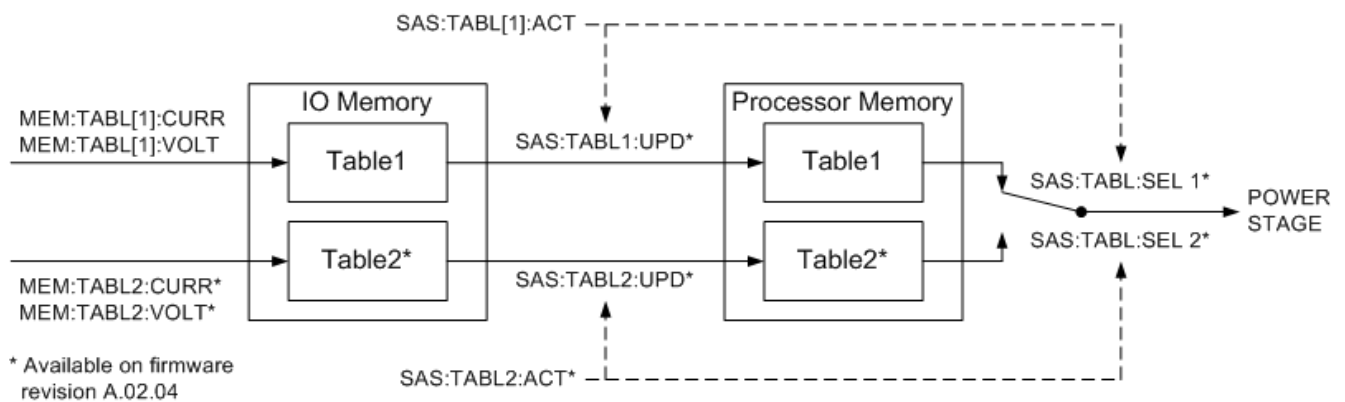 SAS:TABL[1]:ACT
IO Memory
Processor Memory
MEM:TABL[1]:CURR
MEM:TABL[1]:VOLT
Table1
SAS:TABL1:UPD*
Table1
SAS:TABL:SEL 1*
POWER
STAGE
SAS:TABL:SEL 2*
Table2*
SAS:TABL2:UPD*
Table2*
MEM:TABL2:CURR*
MEM:TABL2:VOLT*
* Available on firmware
revision A.02.04
SAS:TABL2:ACT*